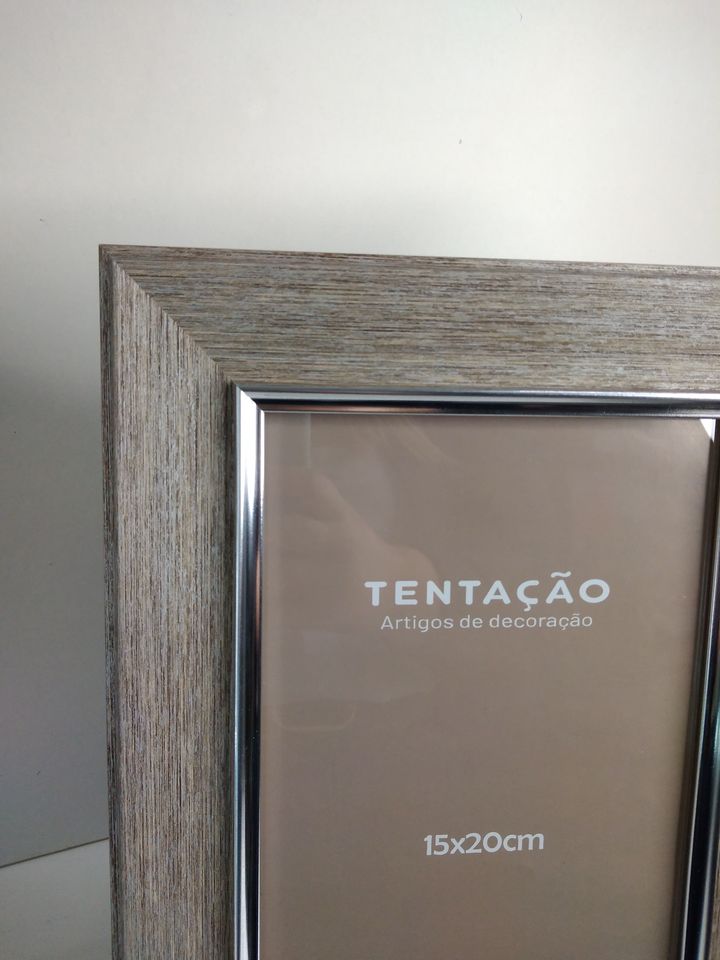 TENTAÇÃO
Artigos de decoração
15x20cm